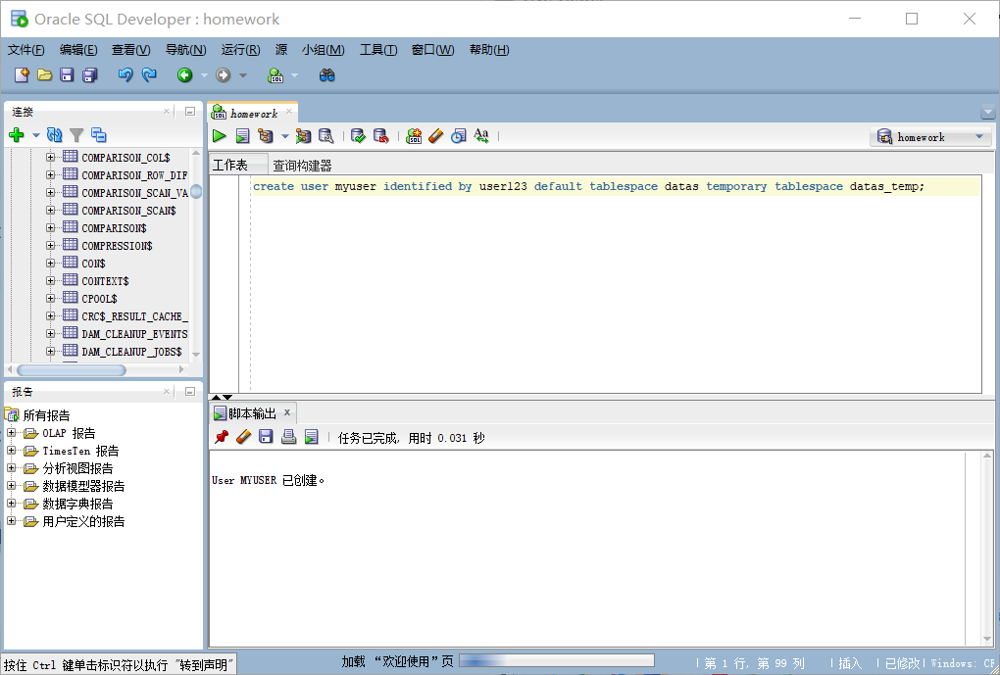 Oracle SQL Developer : homework
文件(F) 编辑(E) 查看(V) 导航(N) 运行(R) 源 小组(M) 工具(T) 窗口(W) 帮助(H)
连接
COMPARISON_COL$
COMPARISON_ROW_DIF
COMPARISON_SCAN_VA
COMPARISON_SCAN$
COMPARISON$
COMPRESSION$
CON$
CONTEXT$
CPOOL$
CRC$_RESULT_CACHE_
DAM_CLEANUP_EVENTS
DAM_CLEANUP_JOBS$
报告
所有报告
OLAP 报告
TimesTen 报告
分析视图报告
数据模型器报告
数据字典报告
用户定义的报告
homework
homework
工作表 查询构建器
create user myuser identified by user123 default tablespace datas temporary tablespace datas_temp;
脚本输出
任务已完成, 用时 0.031 秒
User MYUSER 已创建。
按住 Ctrl 键单击标识符以执行 "转到声明"
加载 “欢迎使用”页
第 1 行, 第 99 列 插入 已修改 Windows: CR